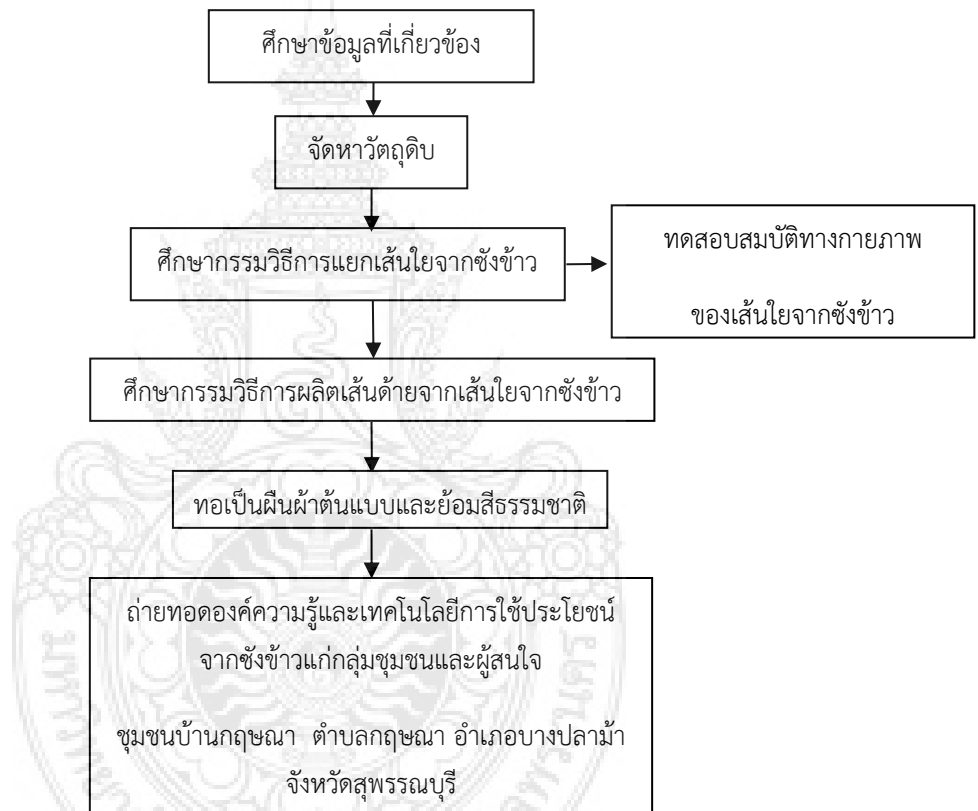 ศึกษาข้อมูลที่เกี่ยวข้อง
จัดหาวัตถุดิบ
ศึกษากรรมวิธีการแยกเส้นใยจากซังข้าว
ทดสอบสมบัติทางกายภาพ
ของเส้นใยจากซังข้าว
ศึกษากรรมวิธีการผลิตเส้นด้ายจากเส้นใยจากซังข้าว
ทอเป็นผืนผ้าต้นแบบและย้อมสีธรรมชาติ
ถ่ายทอดองค์ความรู้และเทคโนโลยีการใช้ประโยชน์
จากซังข้าวแก่กลุ่มชุมชนและผู้สนใจ
ชุมชนบ้านกฤษณา ตำบลกฤษณา อำเภอบางปลาม้า
จังหวัดสุพรรณบุรี